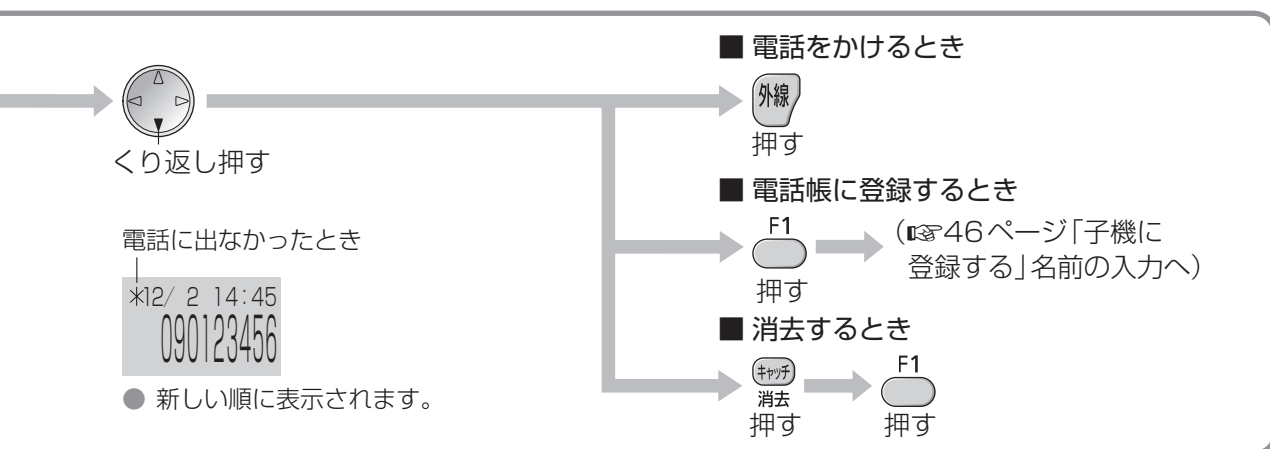 くり返し押す
電話に出なかったとき
*12/ 2 14:45
090123456
● 新しい順に表示されます。
■ 電話をかけるとき
外線
押す
■ 電話帳に登録するとき
F1
押す
（☞46ページ「子機に
登録する」名前の入力へ）
■ 消去するとき
キャッチ
消去
押す
F1
押す